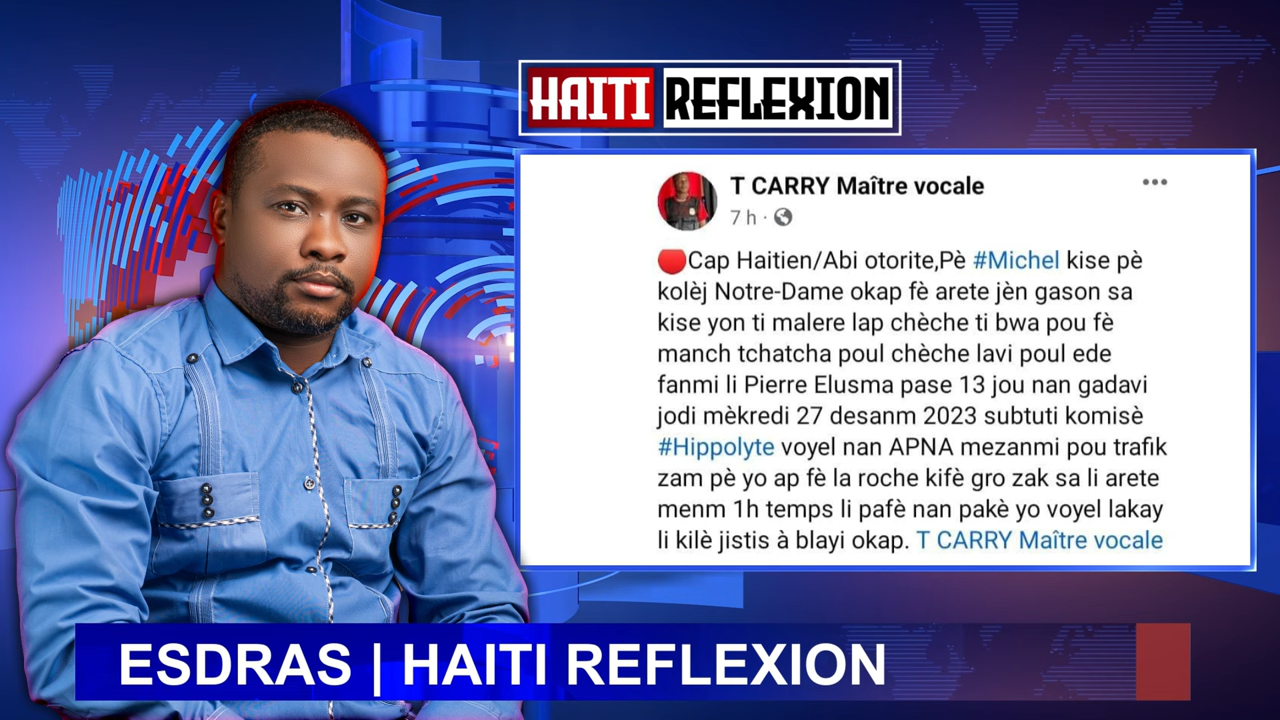 HAITI REFLEXION
T CARRY Maître vocale
7 h ·
Cap Haitien/Abi otorite,Pè #Michel kise pè
kolèj Notre-Dame okap fè arete jèn gason sa
kise yon ti malere lap chèche ti bwa pou fè
manch tchatcha poul chèche lavi poul ede
fanmi li Pierre Elusma pase 13 jou nan gadavi
jodi mèkredi 27 desanm 2023 subtuti komisè
#Hippolyte voyel nan APNA mezanmi pou trafik
zam pè yo ap fè la roche kifè gro zak sa li arete
menm 1h temps li pafè nan pakè yo voyel lakay
li kilè jistis à blayi okap. T CARRY Maître vocale
ESDRAS | HAITI REFLEXION